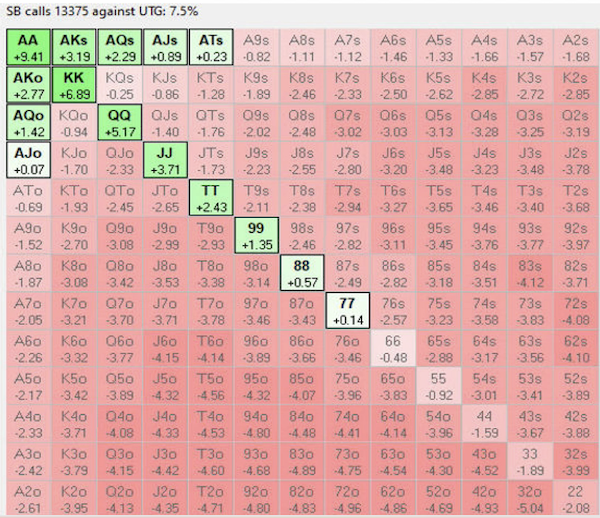 SB calls 13375 against UTG: 7.5%
AA AKs AQs AJs ATs A9s A8s A7s A6s A5s A4s A3s A2s
+9.41 +3.19 +2.29 +0.89 +0.23 -0.82 -1.11 -1.12 -1.46 -1.33 -1.66 -1.57 -1.68
AKo KK KQs KJs KTs K9s K8s K7s K6s K5s K4s K3s K2s
+2.77 +6.89 -0.25 -0.86 -1.28 -1.89 -2.46 -2.33 -2.50 -2.62 -2.85 -2.72 -2.85
AQo KQo QQ QJs QTs Q9s Q8s Q7s Q6s Q5s Q4s Q3s Q2s
+1.42 -0.94 +5.17 -1.40 -1.76 -2.02 -2.48 -3.02 -3.03 -3.13 -3.28 -3.25 -3.19
AJo KJo QJo JJ JTs J9s J8s J7s J6s J5s J4s J3s J2s
+0.07 -1.70 -2.33 +3.71 -1.73 -2.23 -2.55 -2.80 -3.20 -3.48 -3.23 -3.48 -3.78
ATo KTo QTo JTo TT T9s T8s T7s T6s T5s T4s T3s T2s
-0.69 -1.93 -2.45 -2.65 +2.43 -2.11 -2.38 -2.94 -3.27 -3.65 -3.46 -3.40 -3.68
A9o K9o Q9o J9o T9o 99 98s 97s 96s 95s 94s 93s 92s
-1.52 -2.70 -3.08 -2.99 -2.93 +1.35 -2.46 -2.82 -3.11 -3.45 -3.76 -3.77 -3.97
A8o K8o Q8o J8o T8o 98o 88 87s 86s 85s 84s 83s 82s
-1.87 -3.08 -3.42 -3.53 -3.38 -3.14 +0.57 -2.49 -2.82 -3.18 -3.51 -4.12 -3.71
A7o K7o Q7o J7o T7o 97o 87o 77 76s 75s 74s 73s 72s
-2.05 -3.21 -3.70 -3.71 -3.78 -3.46 -3.43 +0.14 -2.57 -3.23 -3.58 -3.83 -4.08
A6o K6o Q6o J6o T6o 96o 86o 76o 66 65s 64s 63s 62s
-2.26 -3.32 -3.77 -4.15 -4.14 -3.89 -3.66 -3.46 -0.48 -2.88 -3.17 -3.56 -4.10
A5o K5o Q5o J5o T5o 95o 85o 75o 65o 55 54s 53s 52s
-2.17 -3.42 -3.89 -4.32 -4.56 -4.32 -4.07 -3.96 -3.83 -0.92 -3.01 -3.41 -3.89
A4o K4o Q4o J4o T4o 94o 84o 74o 64o 54o 44 43s 42s
-2.33 -3.71 -4.08 -4.33 -4.53 -4.80 -4.48 -4.41 -4.14 -3.96 -1.59 -3.67 -3.88
A3o K3o Q3o J3o T3o 93o 83o 73o 63o 53o 43o 33 32s
-2.42 -3.79 -4.15 -4.42 -4.60 -4.68 -4.89 -4.75 -4.54 -4.30 -4.52 -1.89 -3.99
A2o K2o Q2o J2o T2o 92o 82o 72o 62o 52o 42o 32o 22
-2.61 -3.95 -4.13 -4.35 -4.71 -4.80 -4.83 -4.96 -4.86 -4.69 -4.93 -5.04 -2.08